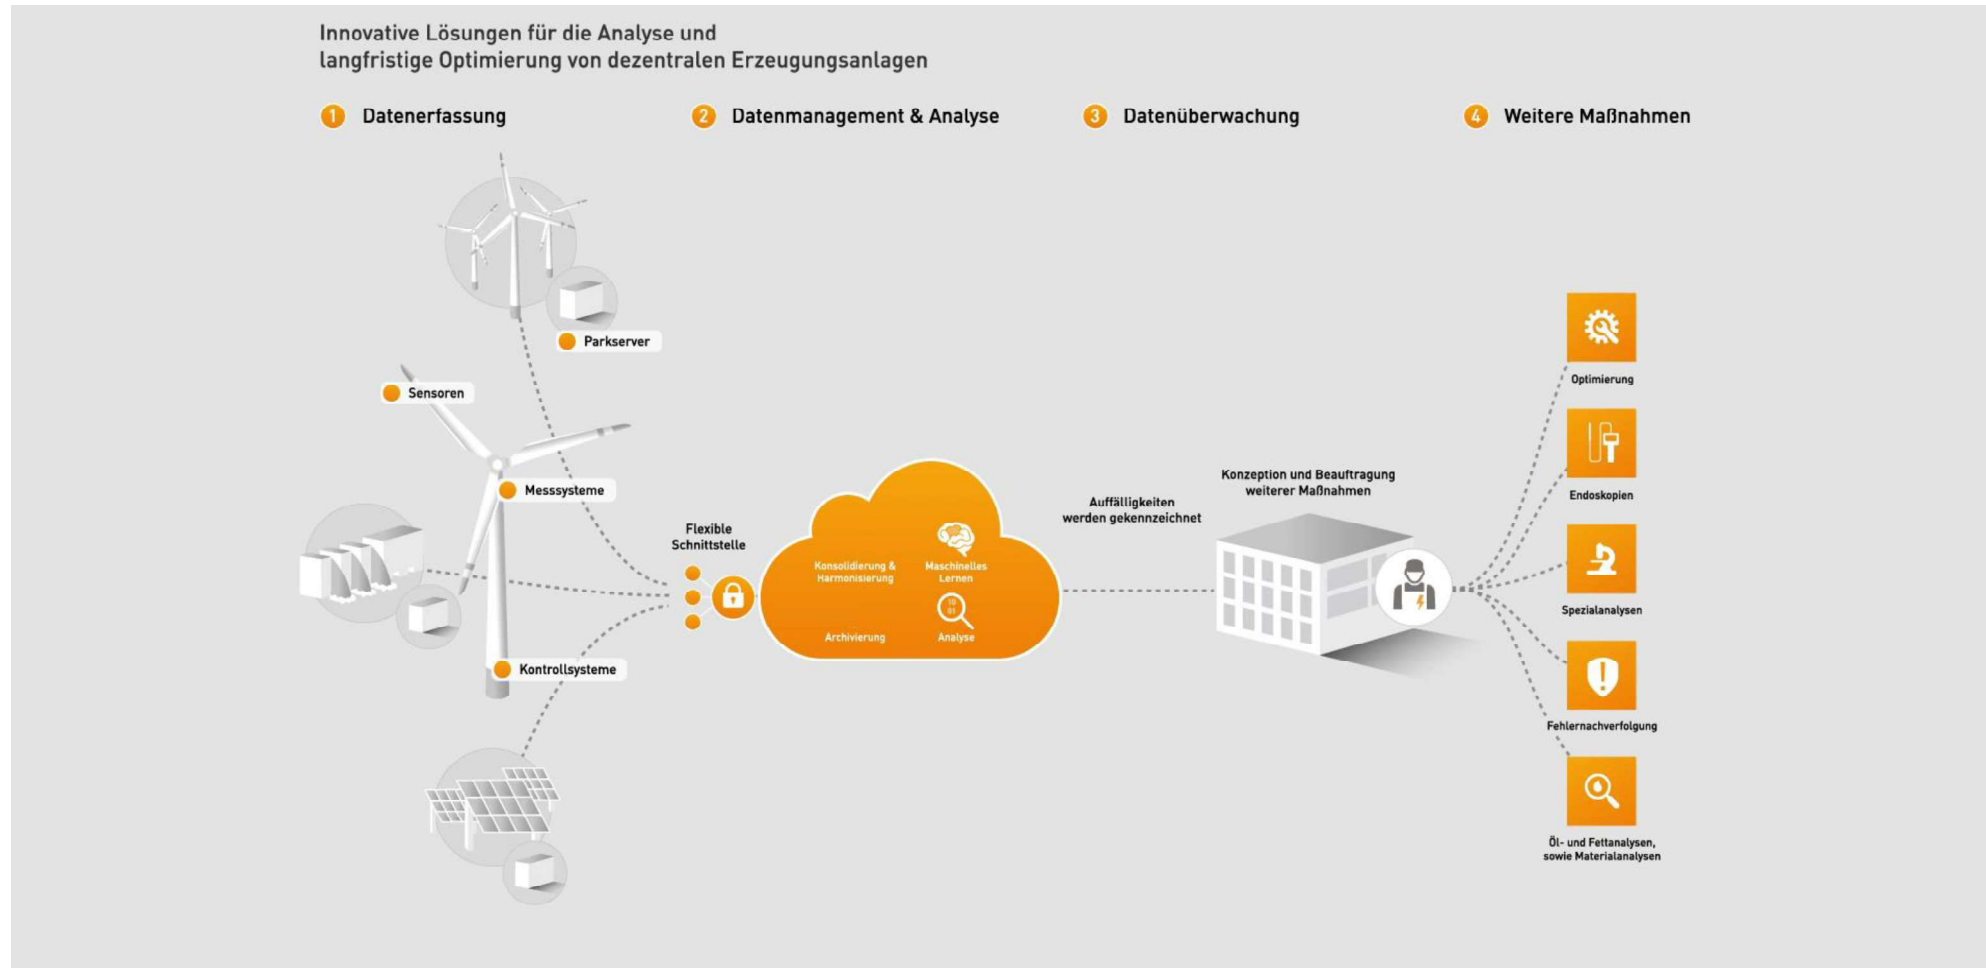 Innovative Lösungen für die Analyse und
langfristige Optimierung von dezentralen Erzeugungsanlagen
1 Datenerfassung
2 Datenmanagement & Analyse
3 Datenüberwachung
4 Weitere Maßnahmen
Parkserver
Sensoren
Messsysteme
Kontrollsysteme
Flexible
Schnittstelle
Konsolidierung &
Harmonisierung
Maschinelles
Lernen
Archivierung
10
01
Analyse
Auffälligkeiten
werden gekennzeichnet
Konzeption und Beauftragung
weiterer Maßnahmen
Optimierung
Endoskopien
Spezialanalysen
Fehlernachverfolgung
Öl- und Fettanalysen,
sowie Materialanalysen